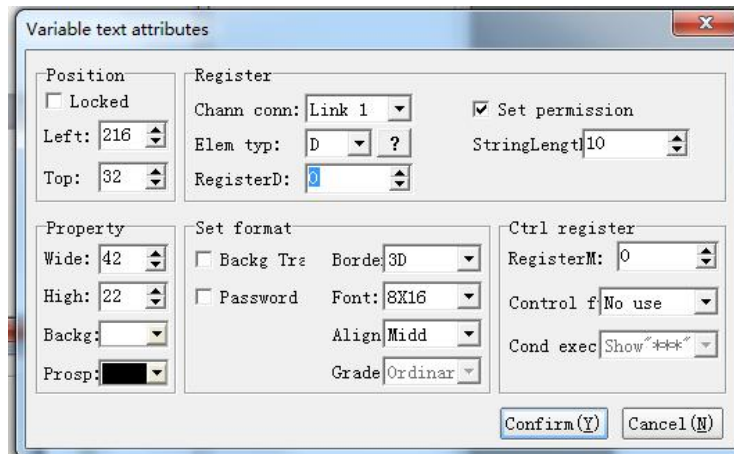 Variable text attributes
Position
Locked
Left: 216
Top: 32
Register
Chann conn: Link 1
Set permission
Elem typ: D ?
StringLengtl 10
RegisterD: 0
Property
Wide: 42
High: 22
Backg:
Prosp:
Set format
Backg Tra Borde: 3D
Password Font: 8X16
Align Midd
Grade Ordinar
Ctrl register
RegisterM: 0
Control f No use
Cond exec Show"***"
Confirm(Y) Cancel(N)